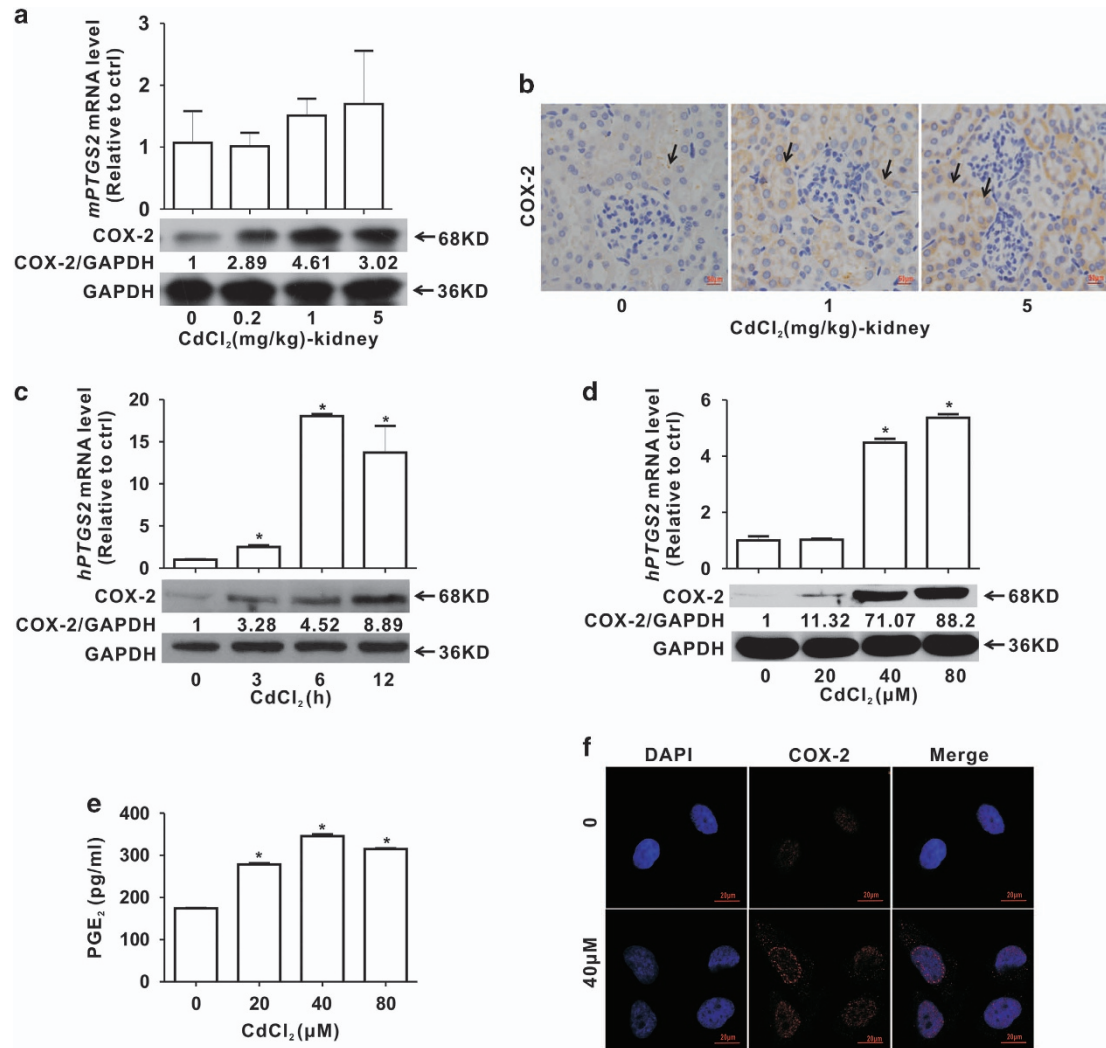 a
mPTGS2 mRNA level
(Relative to ctrl)
3
2
1
0
COX-2
←68KD
COX-2/GAPDH 1 2.89 4.61 3.02
GAPDH
←36KD
0 0.2 1 5
CdCl₂(mg/kg)-kidney
b
COX-2
0 1 5
CdCl₂(mg/kg)-kidney
c
hPTGS2 mRNA level
(Relative to ctrl)
20
15
10
5
0
* * *
COX-2
←68KD
COX-2/GAPDH 1 3.28 4.52 8.89
GAPDH
←36KD
0 3 6 12
CdCl₂(h)
d
hPTGS2 mRNA level
(Relative to ctrl)
6
4
2
0
* *
COX-2
←68KD
COX-2/GAPDH 1 11.32 71.07 88.2
GAPDH
←36KD
0 20 40 80
CdCl₂(µM)
e
PGE₂ (pg/ml)
400
300
200
100
0
* * *
0 20 40 80
CdCl₂(µM)
f
DAPI COX-2 Merge
0
20µm 20µm 20µm
40µM
20µm 20µm 20µm